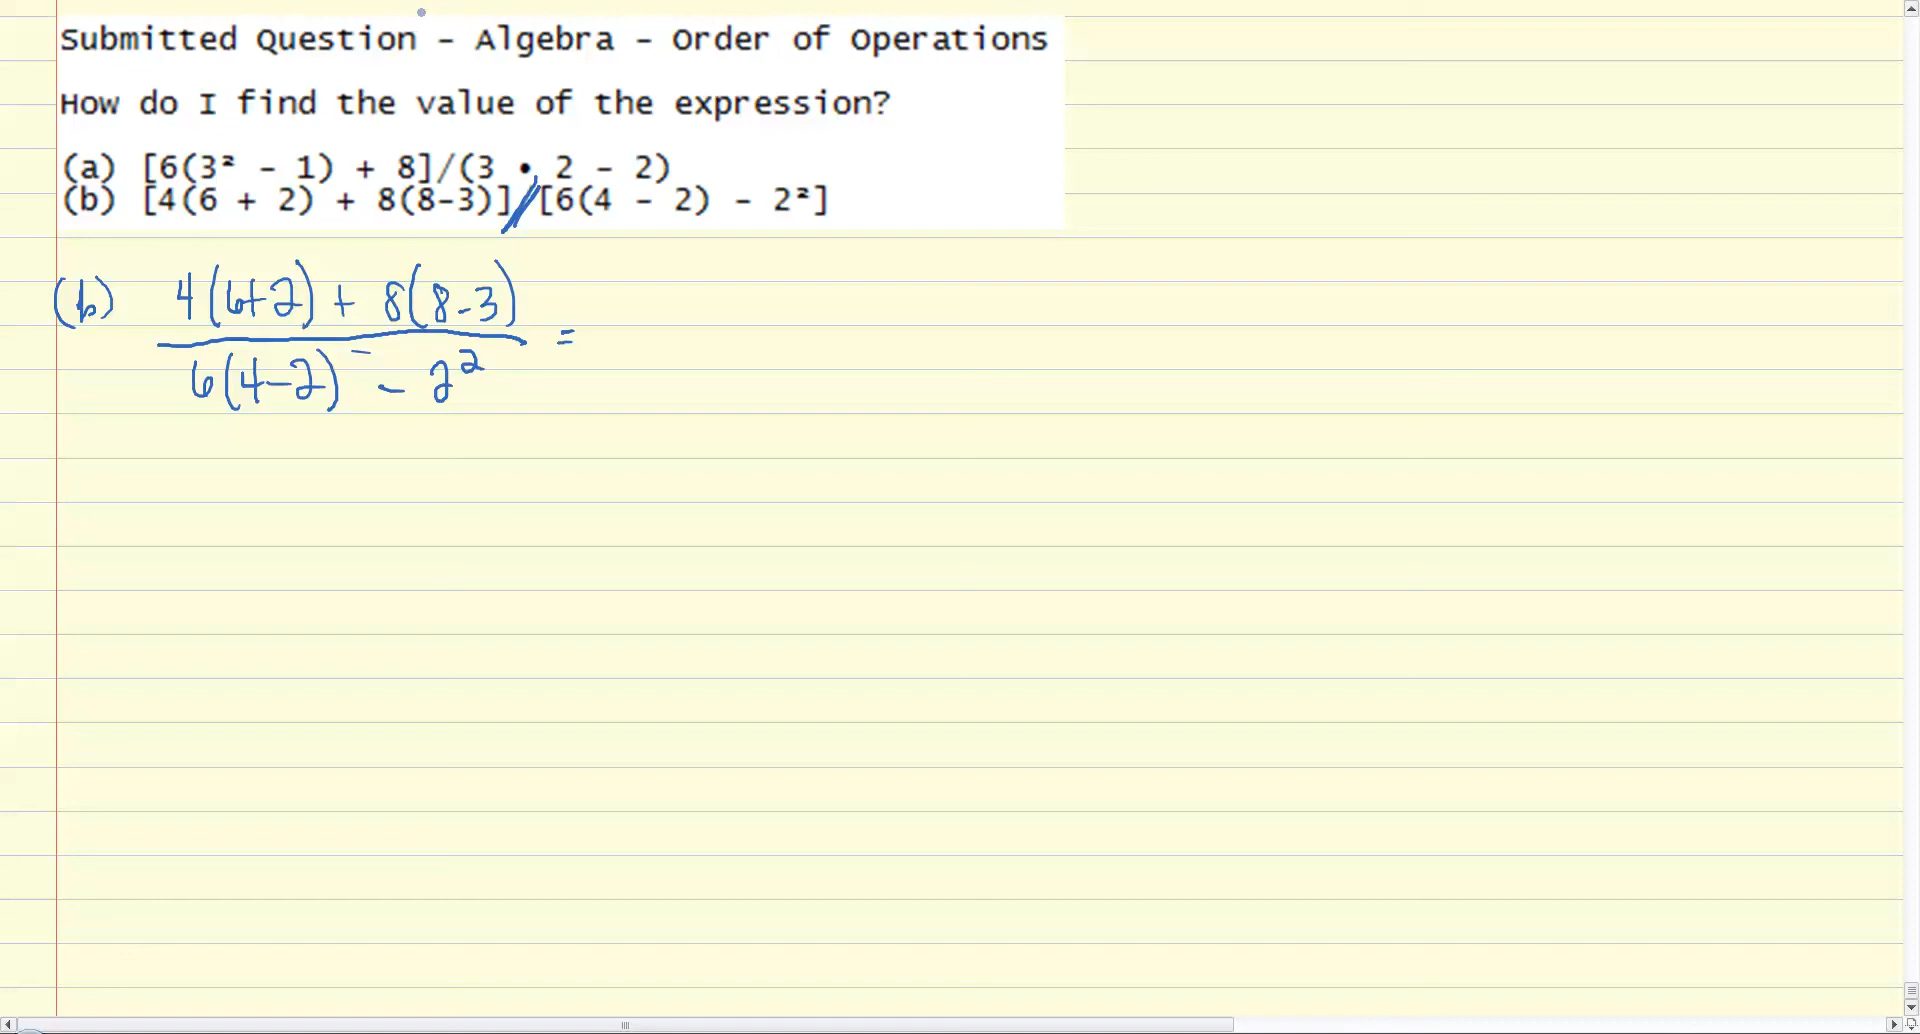 Submitted Question - Algebra - Order of Operations
How do I find the value of the expression?
(a) [6(3² - 1) + 8]/(3 • 2 - 2)
(b) [4(6 + 2) + 8(8-3)]/[6(4 - 2) - 2²]
(b) 4(6+2) + 8(8-3)
=
6(4-2) - 2²